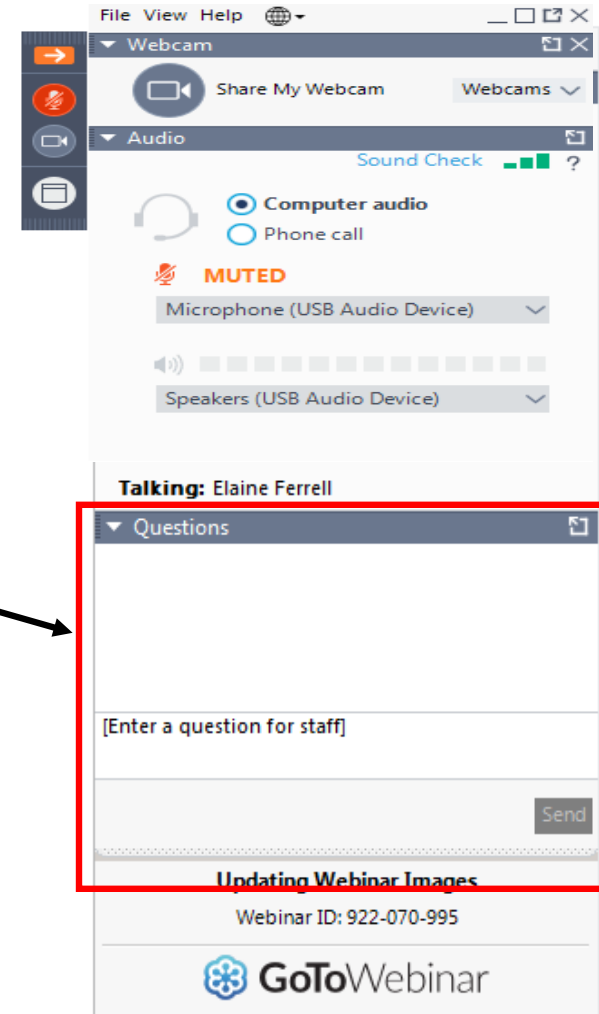 File View Help
Webcam
Share My Webcam Webcams
Audio
Sound Check ?
Computer audio
Phone call
MUTED
Microphone (USB Audio Device)
Speakers (USB Audio Device)
Talking: Elaine Ferrell
Questions
[Enter a question for staff]
Send
Updating Webinar Images
Webinar ID: 922-070-995
GoToWebinar